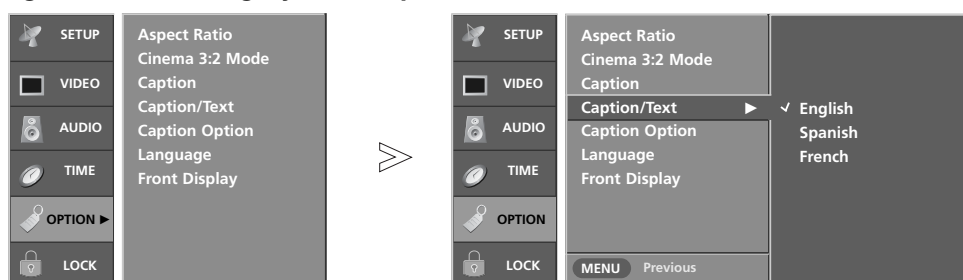 SETUP
VIDEO
AUDIO
TIME
OPTION ►
LOCK
Aspect Ratio
Cinema 3:2 Mode
Caption
Caption/Text
Caption Option
Language
Front Display
SETUP
VIDEO
AUDIO
TIME
OPTION
LOCK
Aspect Ratio
Cinema 3:2 Mode
Caption
Caption/Text ►
Caption Option
Language
Front Display
MENU Previous
✓ English
Spanish
French